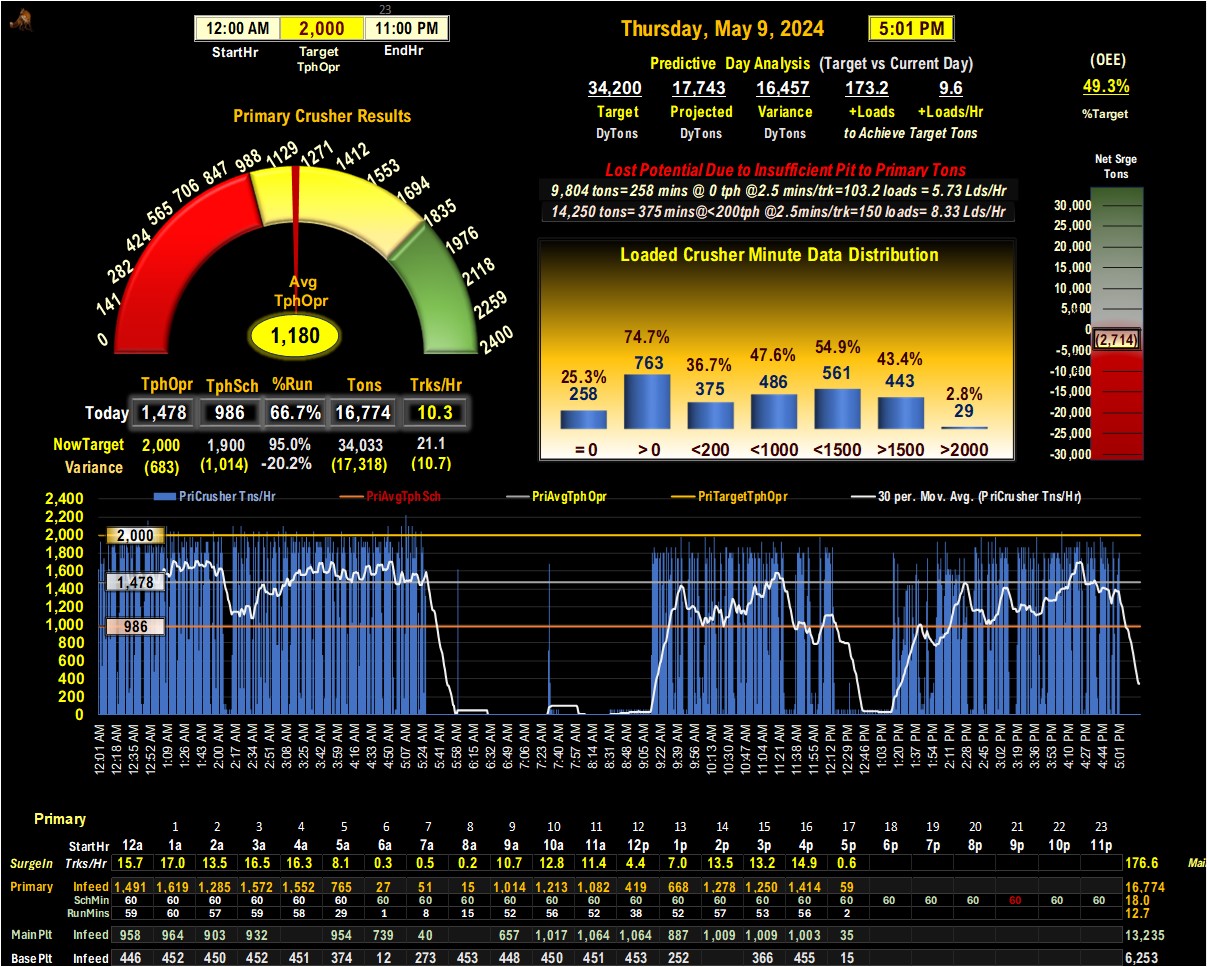 23
12:00 AM 2,000 11:00 PM
StartHr Target TphOpr EndHr
Thursday, May 9, 2024 5:01 PM
Predictive Day Analysis (Target vs Current Day)
34,200 17,743 16,457 173.2 9.6
Target Projected Variance +Loads +Loads/Hr
DyTons DyTons DyTons to Achieve Target Tons
(OEE)
49.3%
%Target
Primary Crusher Results
0 141 282 424 565 706 847 988 1129 1271 1412 1553 1694 1835 1976 2118 2259 2400
Avg
TphOpr
1,180
Lost Potential Due to Insufficient Pit to Primary Tons
9,804 tons=258 mins @ 0 tph @2.5 mins/trk=103.2 loads = 5.73 Lds/Hr
14,250 tons= 375 mins@<200tph @2.5mins/trk=150 loads= 8.33 Lds/Hr
Net Srge
Tons
30,000
25,000
20,000
15,000
10,000
5,000
0
(2,714)
-5,000
-10,000
-15,000
-20,000
-25,000
-30,000
Loaded Crusher Minute Data Distribution
25.3% 74.7% 36.7% 47.6% 54.9% 43.4% 2.8%
258 763 375 486 561 443 29
= 0 > 0 <200 <1000 <1500 >1500 >2000
TphOpr TphSch %Run Tons Trks/Hr
Today 1,478 986 66.7% 16,774 10.3
NowTarget 2,000 1,900 95.0% 34,033 21.1
Variance (683) (1,014) -20.2% (17,318) (10.7)
PriCrusher Tns/Hr PriAvgTphSch PriAvgTphOpr PriTargetTphOpr 30 per. Mov. Avg. (PriCrusher Tns/Hr)
2,400
2,200
2,000 2,000
1,800
1,600
1,400 1,478
1,200
1,000 986
800
600
400
200
0
12:01 AM 12:18 AM 12:35 AM 12:52 AM 1:09 AM 1:26 AM 1:43 AM 2:00 AM 2:17 AM 2:34 AM 2:51 AM 3:08 AM 3:25 AM 3:42 AM 3:59 AM 4:16 AM 4:33 AM 4:50 AM 5:07 AM 5:24 AM 5:41 AM 5:58 AM 6:15 AM 6:32 AM 6:49 AM 7:06 AM 7:23 AM 7:40 AM 7:57 AM 8:14 AM 8:31 AM 8:48 AM 9:05 AM 9:22 AM 9:39 AM 9:56 AM 10:13 AM 10:30 AM 10:47 AM 11:04 AM 11:21 AM 11:38 AM 11:55 AM 12:12 PM 12:29 PM 12:46 PM 1:03 PM 1:20 PM 1:37 PM 1:54 PM 2:11 PM 2:28 PM 2:45 PM 3:02 PM 3:19 PM 3:36 PM 3:53 PM 4:10 PM 4:27 PM 4:44 PM 5:01 PM
Primary
1 2 3 4 5 6 7 8 9 10 11 12 13 14 15 16 17 18 19 20 21 22 23
StartHr 12a 1a 2a 3a 4a 5a 6a 7a 8a 9a 10a 11a 12p 1p 2p 3p 4p 5p 6p 7p 8p 9p 10p 11p
SurgeIn Trks/Hr 15.7 17.0 13.5 16.5 16.3 8.1 0.3 0.5 0.2 10.7 12.8 11.4 4.4 7.0 13.5 13.2 14.9 0.6 176.6
Primary Infeed 1,491 1,619 1,285 1,572 1,552 765 27 51 15 1,014 1,213 1,082 419 668 1,278 1,250 1,414 59 16,774
SchMin 60 60 60 60 60 60 60 60 60 60 60 60 60 60 60 60 60 60 60 60 60 60 60 60 18.0
RunMins 59 60 57 59 58 29 1 8 15 52 56 52 38 52 57 53 56 2 12.7
MainPlt Infeed 958 964 903 932 954 739 40 657 1,017 1,064 1,064 887 1,009 1,009 1,003 35 13,235
BasePlt Infeed 446 452 450 452 451 374 12 273 453 448 450 451 453 252 366 455 15 6,253